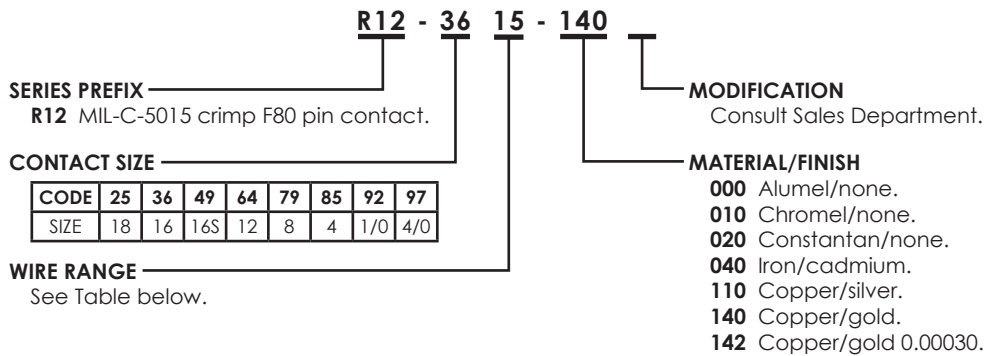 R12 - 36 15 - 140
SERIES PREFIX
R12 MIL-C-5015 crimp F80 pin contact.
CONTACT SIZE
CODE 25 36 49 64 79 85 92 97
SIZE 18 16 16S 12 8 4 1/0 4/0
WIRE RANGE
See Table below.
MODIFICATION
Consult Sales Department.
MATERIAL/FINISH
000 Alumel/none.
010 Chromel/none.
020 Constantan/none.
040 Iron/cadmium.
110 Copper/silver.
140 Copper/gold.
142 Copper/gold 0.00030.